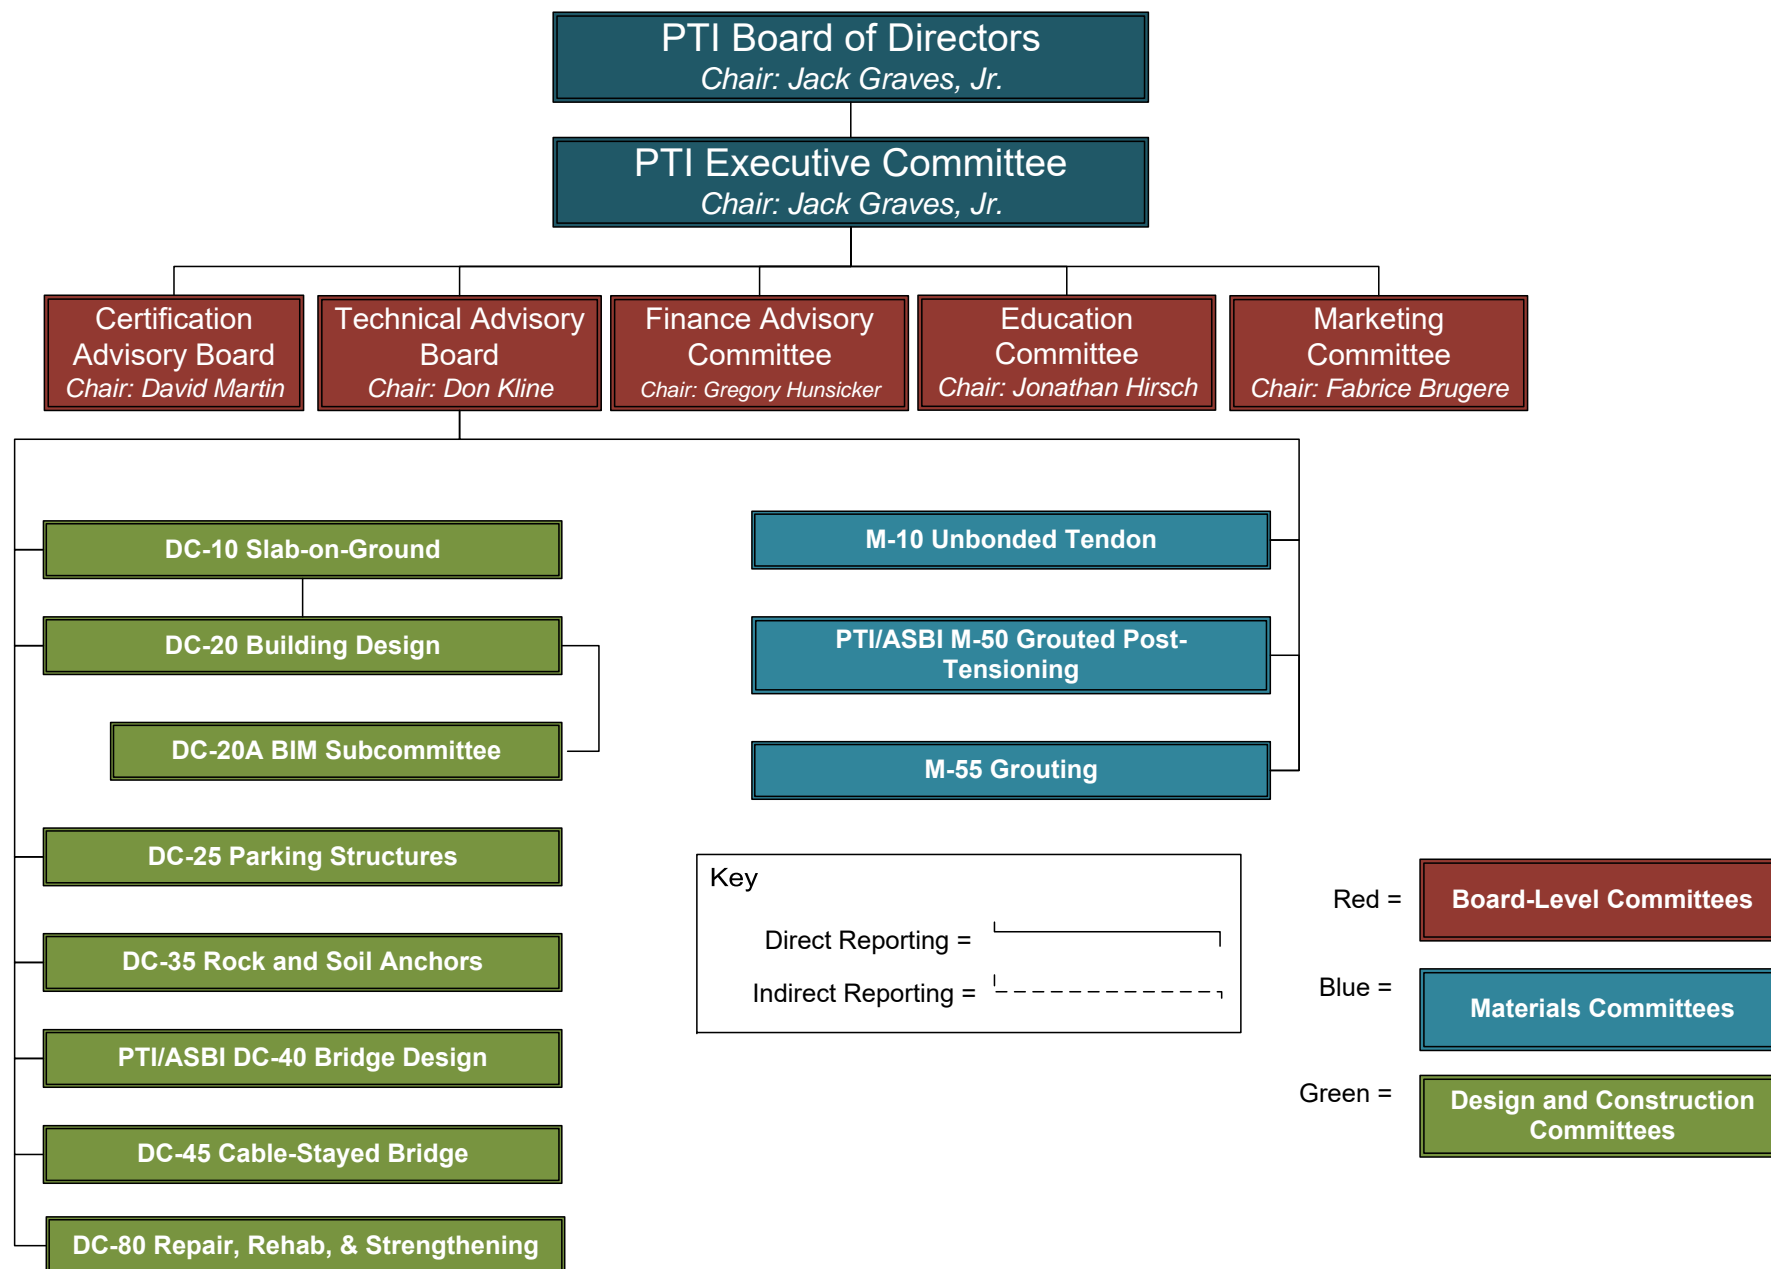 PTI Board of Directors
Chair: Jack Graves, Jr.
PTI Executive Committee
Chair: Jack Graves, Jr.
Certification
Advisory Board
Chair: David Martin
Technical Advisory
Board
Chair: Don Kline
Finance Advisory
Committee
Chair: Gregory Hunsicker
Education
Committee
Chair: Jonathan Hirsch
Marketing
Committee
Chair: Fabrice Brugere
DC-10 Slab-on-Ground
DC-20 Building Design
DC-20A BIM Subcommittee
DC-25 Parking Structures
DC-35 Rock and Soil Anchors
PTI/ASBI DC-40 Bridge Design
DC-45 Cable-Stayed Bridge
DC-80 Repair, Rehab, & Strengthening
M-10 Unbonded Tendon
PTI/ASBI M-50 Grouted Post-
Tensioning
M-55 Grouting
Key
Direct Reporting =
Indirect Reporting =
Red =
Board-Level Committees
Blue =
Materials Committees
Green =
Design and Construction
Committees